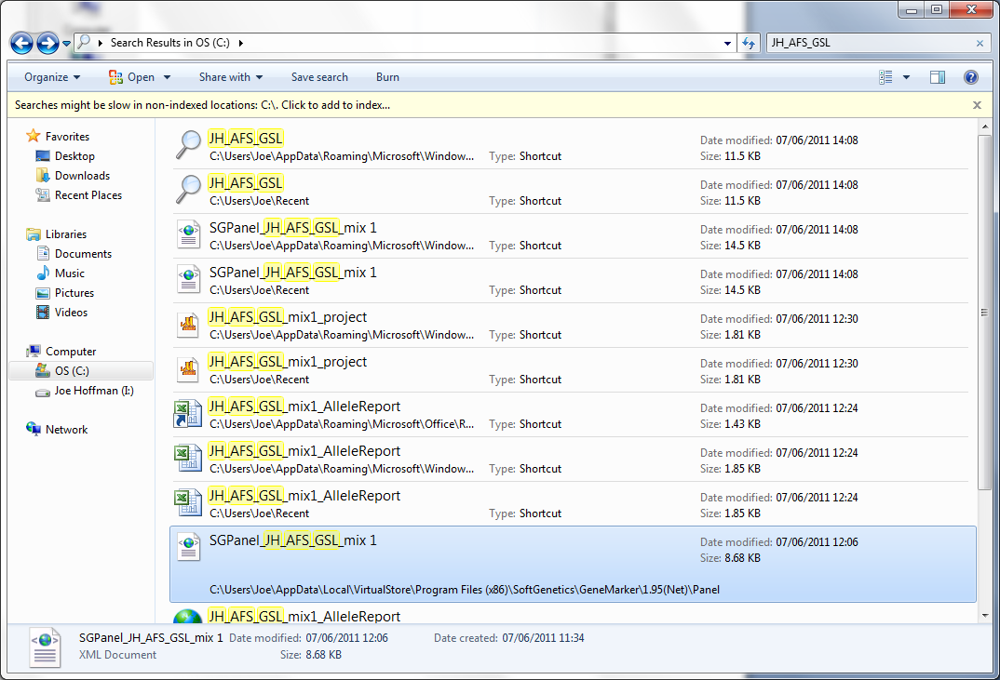 Search Results in OS (C:)
JH_AFS_GSL
Organize Open Share with Save search Burn
Searches might be slow in non-indexed locations: C:\. Click to add to index...
Favorites
Desktop
Downloads
Recent Places
Libraries
Documents
Music
Pictures
Videos
Computer
OS (C:)
Joe Hoffman (I:)
Network
JH_AFS_GSL Date modified: 07/06/2011 14:08
C:\Users\Joe\AppData\Roaming\Microsoft\Window... Type: Shortcut Size: 11.5 KB
JH_AFS_GSL Date modified: 07/06/2011 14:08
C:\Users\Joe\Recent Type: Shortcut Size: 11.5 KB
SGPanel_JH_AFS_GSL_mix 1 Date modified: 07/06/2011 14:08
C:\Users\Joe\AppData\Roaming\Microsoft\Window... Type: Shortcut Size: 14.5 KB
SGPanel_JH_AFS_GSL_mix 1 Date modified: 07/06/2011 14:08
C:\Users\Joe\Recent Type: Shortcut Size: 14.5 KB
JH_AFS_GSL_mix1_project Date modified: 07/06/2011 12:30
C:\Users\Joe\AppData\Roaming\Microsoft\Window... Type: Shortcut Size: 1.81 KB
JH_AFS_GSL_mix1_project Date modified: 07/06/2011 12:30
C:\Users\Joe\Recent Type: Shortcut Size: 1.81 KB
JH_AFS_GSL_mix1_AlleleReport Date modified: 07/06/2011 12:24
C:\Users\Joe\AppData\Roaming\Microsoft\Office\R... Type: Shortcut Size: 1.43 KB
JH_AFS_GSL_mix1_AlleleReport Date modified: 07/06/2011 12:24
C:\Users\Joe\AppData\Roaming\Microsoft\Window... Type: Shortcut Size: 1.85 KB
JH_AFS_GSL_mix1_AlleleReport Date modified: 07/06/2011 12:24
C:\Users\Joe\Recent Type: Shortcut Size: 1.85 KB
SGPanel_JH_AFS_GSL_mix 1 Date modified: 07/06/2011 12:06
Size: 8.68 KB
C:\Users\Joe\AppData\Local\VirtualStore\Program Files (x86)\SoftGenetics\GeneMarker\1.95(Net)\Panel
JH_AFS_GSL_mix1_AlleleReport
SGPanel_JH_AFS_GSL_mix 1 Date modified: 07/06/2011 12:06 Date created: 07/06/2011 11:34
XML Document Size: 8.68 KB